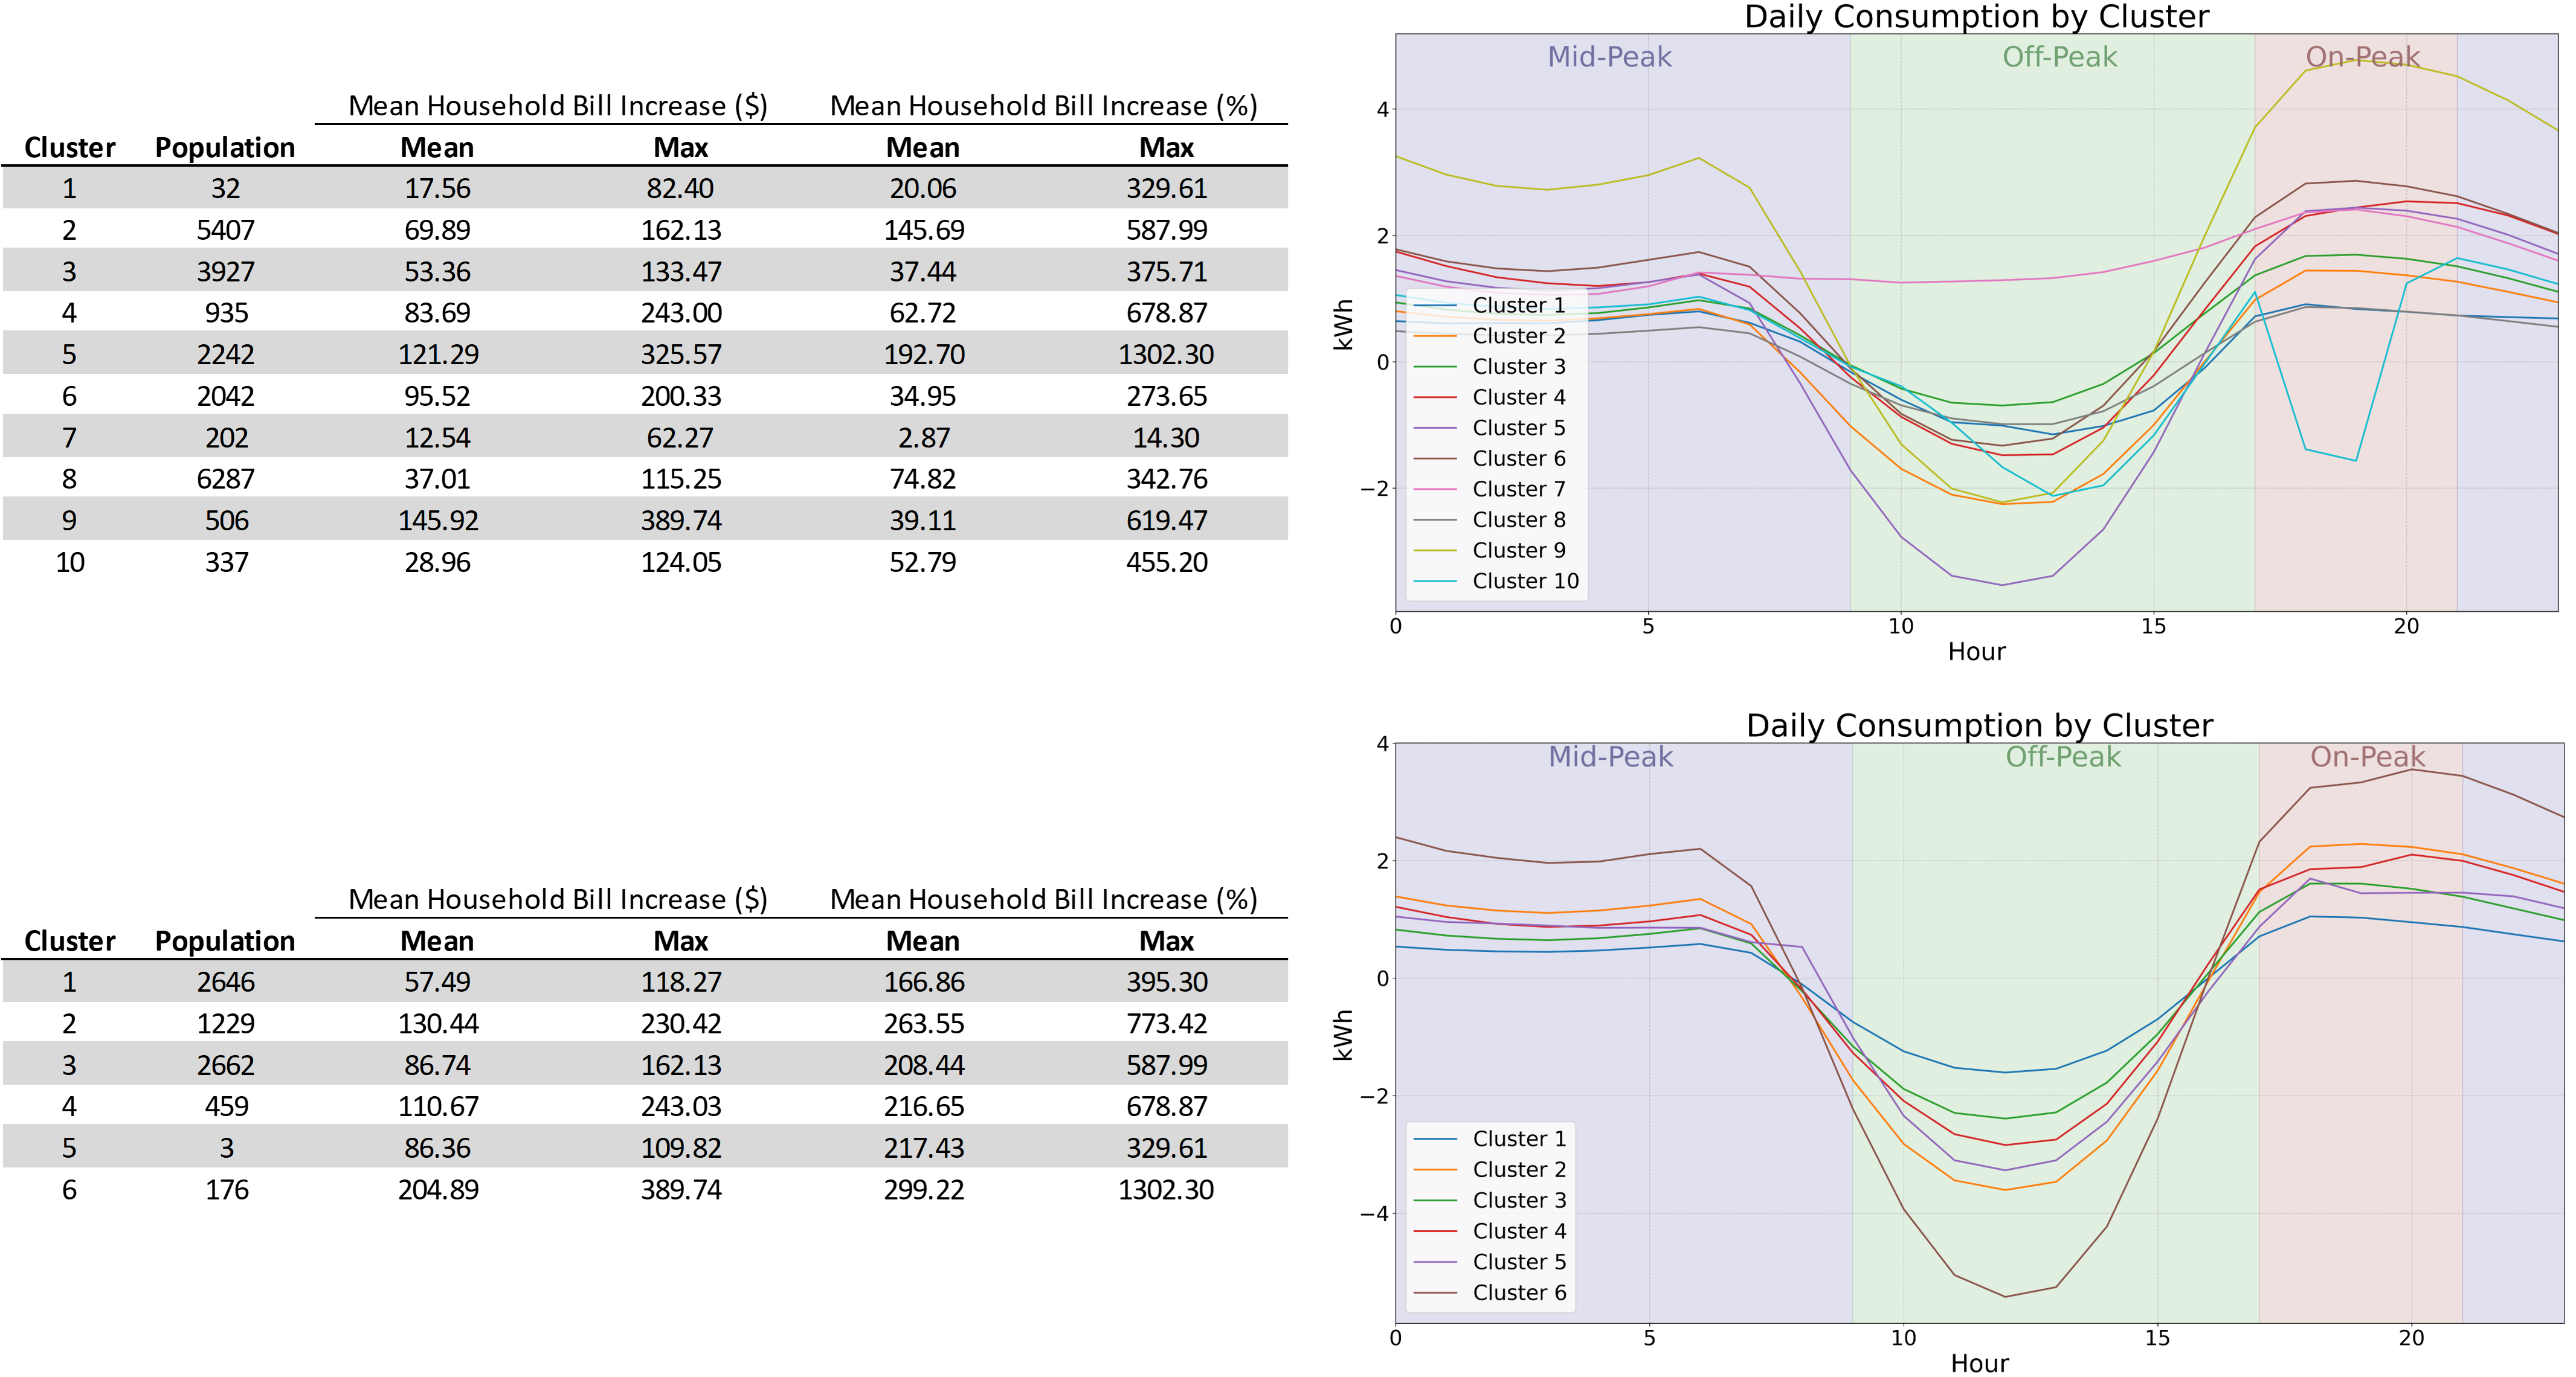 Mean Household Bill Increase ($) Mean Household Bill Increase (%)
Cluster Population Mean Max Mean Max
1 32 17.56 82.40 20.06 329.61
2 5407 69.89 162.13 145.69 587.99
3 3927 53.36 133.47 37.44 375.71
4 935 83.69 243.00 62.72 678.87
5 2242 121.29 325.57 192.70 1302.30
6 2042 95.52 200.33 34.95 273.65
7 202 12.54 62.27 2.87 14.30
8 6287 37.01 115.25 74.82 342.76
9 506 145.92 389.74 39.11 619.47
10 337 28.96 124.05 52.79 455.20
Daily Consumption by Cluster
Mid-Peak Off-Peak On-Peak
kWh
4
2
0
−2
Cluster 1
Cluster 2
Cluster 3
Cluster 4
Cluster 5
Cluster 6
Cluster 7
Cluster 8
Cluster 9
Cluster 10
0 5 10 15 20
Hour
Mean Household Bill Increase ($) Mean Household Bill Increase (%)
Cluster Population Mean Max Mean Max
1 2646 57.49 118.27 166.86 395.30
2 1229 130.44 230.42 263.55 773.42
3 2662 86.74 162.13 208.44 587.99
4 459 110.67 243.03 216.65 678.87
5 3 86.36 109.82 217.43 329.61
6 176 204.89 389.74 299.22 1302.30
Daily Consumption by Cluster
Mid-Peak Off-Peak On-Peak
kWh
4
2
0
−2
−4
Cluster 1
Cluster 2
Cluster 3
Cluster 4
Cluster 5
Cluster 6
0 5 10 15 20
Hour